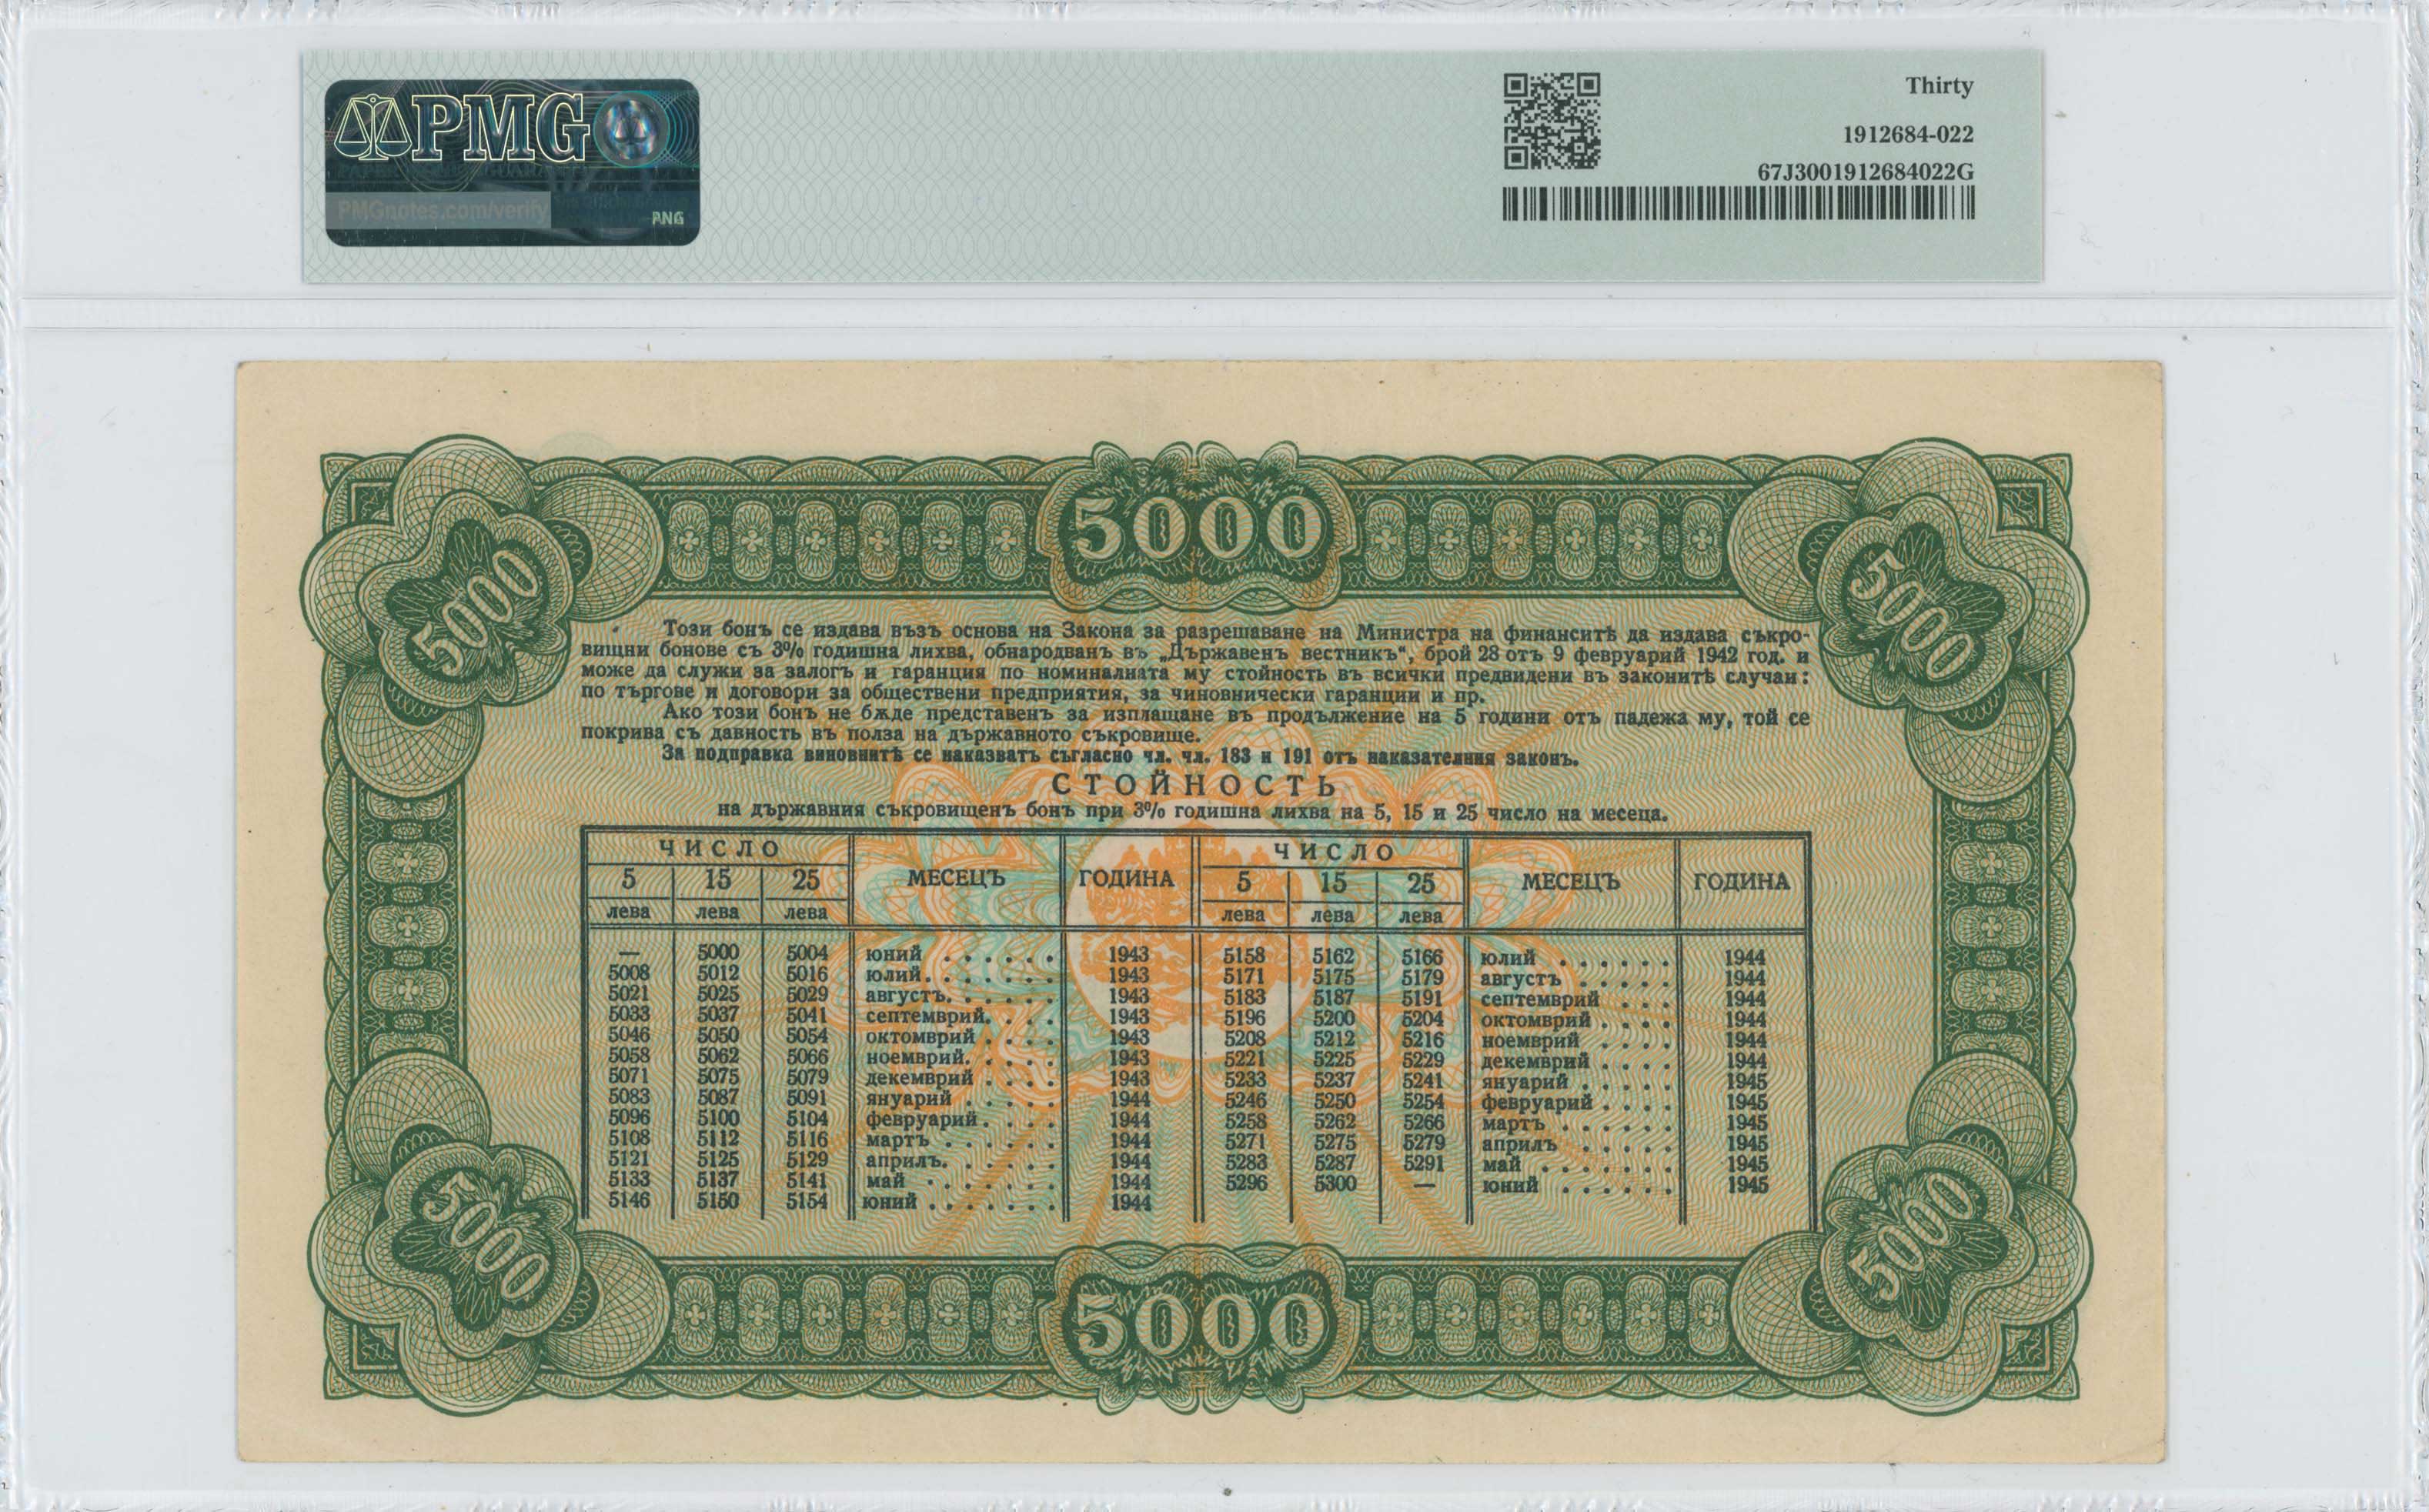 PMG
PMGnotes.com/verify
PMG
Thirty
1912684-022
67J3001912684022G
5000
5000
5000
Този бонъ се издава възъ основа на Закона за разрешаване на Министра на финанситѣ да издава съкро-
вищни бонове съ 3% годишна лихва, обнародванъ въ „Държавенъ вестникъ", брой 28 отъ 9 февруарий 1942 год. и
може да служи за залогъ и гаранция по номиналната му стойность въ всички предвидени въ законитѣ случаи:
по търгове и договори за обществени предприятия, за чиновнически гаранции и пр.
Ако този бонъ не бѫде представенъ за изплащане въ продължение на 5 години отъ падежа му, той се
покрива съ давность въ полза на държавното съкровище.
За подправка виновнитѣ се наказватъ съгласно чл. чл. 183 и 191 отъ наказателния законъ.
СТОЙНОСТЬ
на държавния съкровищенъ бонъ при 3% годишна лихва на 5, 15 и 25 число на месеца.
ЧИСЛО МЕСЕЦЪ ГОДИНА ЧИСЛО МЕСЕЦЪ ГОДИНА
5 15 25 5 15 25
лева лева лева лева лева лева
— 5000 5004 юний . . . . . . 1943 5158 5162 5166 юлий . . . . . . 1944
5008 5012 5016 юлий. . . . . . . 1943 5171 5175 5179 августъ . . . . . 1944
5021 5025 5029 августъ. . . . . . 1943 5183 5187 5191 септемврий . . . 1944
5033 5037 5041 септемврий. . . . 1943 5196 5200 5204 октомврий . . . . 1944
5046 5050 5054 октомврий . . . . 1943 5208 5212 5216 ноемврий . . . . 1944
5058 5062 5066 ноемврий. . . . . 1943 5221 5225 5229 декемврий . . . . 1944
5071 5075 5079 декемврий . . . . 1943 5233 5237 5241 януарий . . . . . 1945
5083 5087 5091 януарий . . . . . 1944 5246 5250 5254 февруарий . . . . 1945
5096 5100 5104 февруарий. . . . 1944 5258 5262 5266 мартъ . . . . . . 1945
5108 5112 5116 мартъ . . . . . . 1944 5271 5275 5279 априлъ . . . . . 1945
5121 5125 5129 априлъ. . . . . . 1944 5283 5287 5291 май . . . . . . . 1945
5133 5137 5141 май . . . . . . . 1944 5296 5300 — юний . . . . . . 1945
5146 5150 5154 юний . . . . . . . 1944
5000
5000
5000